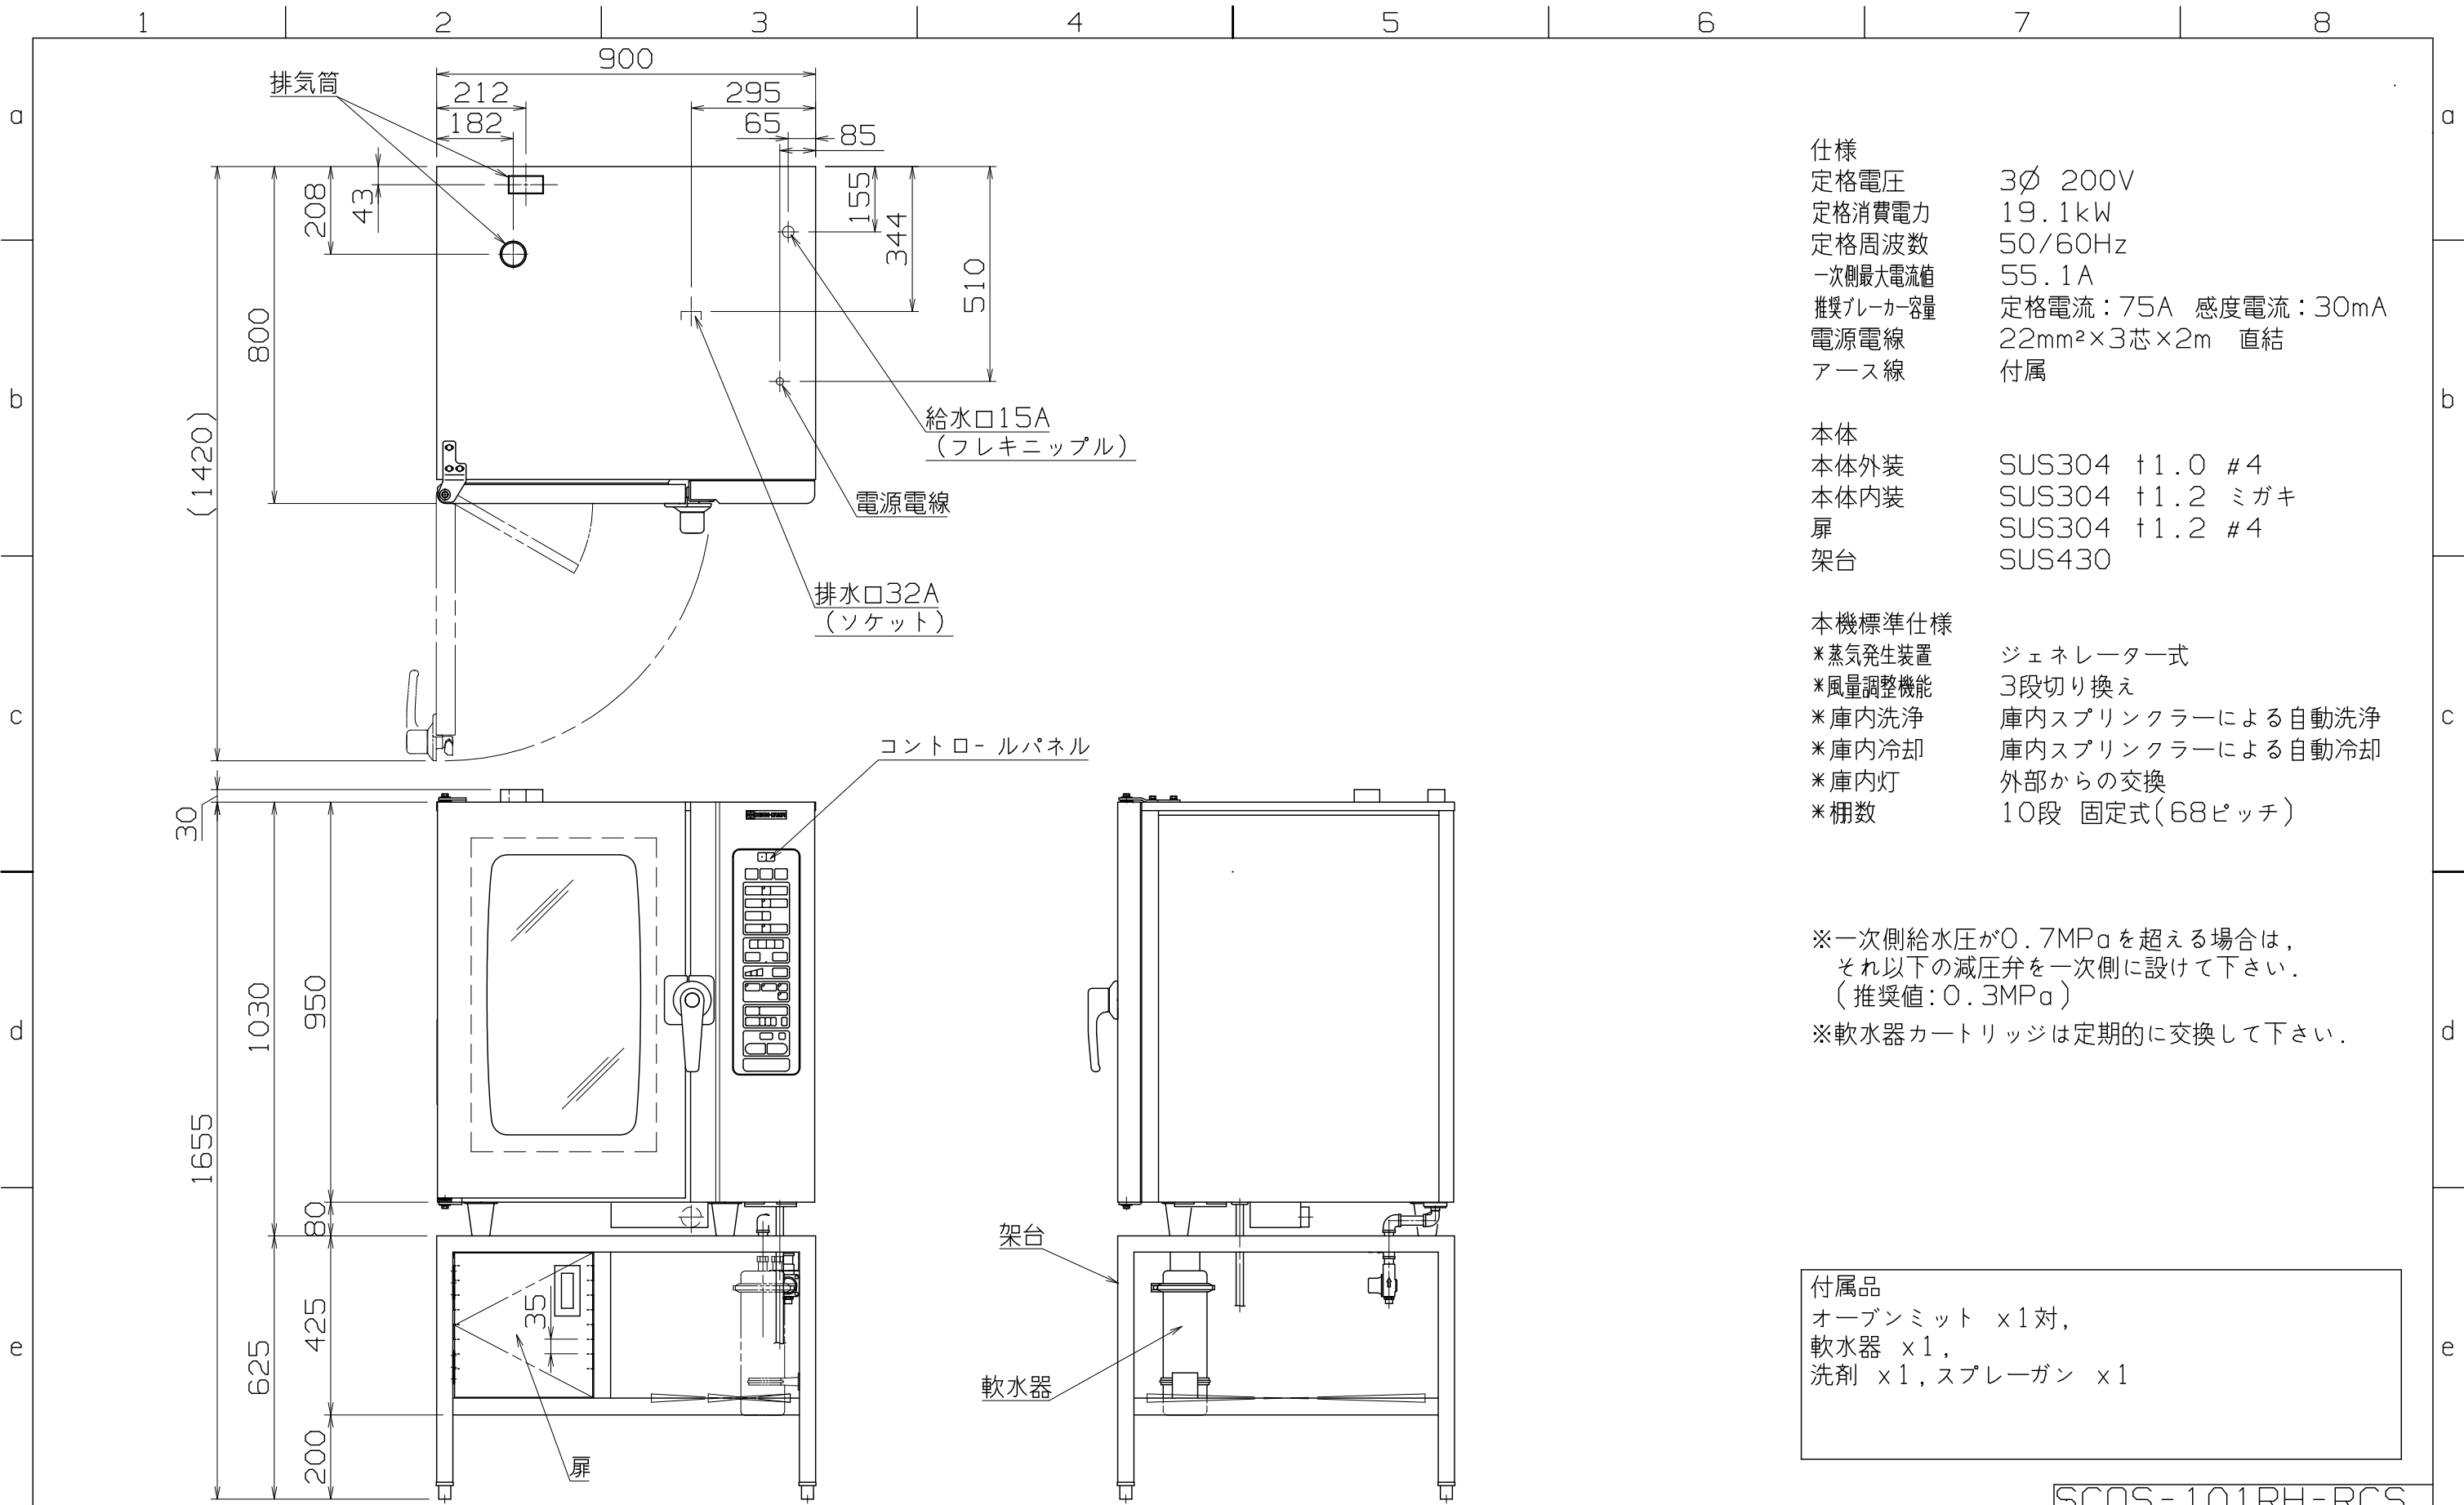 1 2 3 4 5 6 7 8
a a
b b
c c
d d
e e
900
排気筒
212 295
182 65 85
208 43 155 344 510
800
(1420)
給水口15A
(フレキニップル)
電源電線
排水口32A
(ソケット)
コントロールパネル
30
1030 950
1655
80
625 425 35
200
扉
架台
軟水器
仕様
定格電圧 3Ø 200V
定格消費電力 19.1kW
定格周波数 50/60Hz
一次側最大電流値 55.1A
推奨ブレーカー容量 定格電流:75A 感度電流:30mA
電源電線 22mm²×3芯×2m 直結
アース線 付属
本体
本体外装 SUS304 t1.0 #4
本体内装 SUS304 t1.2 ミガキ
扉 SUS304 t1.2 #4
架台 SUS430
本機標準仕様
*蒸気発生装置 ジェネレーター式
*風量調整機能 3段切り換え
*庫内洗浄 庫内スプリンクラーによる自動洗浄
*庫内冷却 庫内スプリンクラーによる自動冷却
*庫内灯 外部からの交換
*棚数 10段 固定式(68ピッチ)
※一次側給水圧が0.7MPaを超える場合は,
それ以下の減圧弁を一次側に設けて下さい.
(推奨値:0.3MPa)
※軟水器カートリッジは定期的に交換して下さい.
付属品
オーブンミット x1対,
軟水器 x1,
洗剤 x1,スプレーガン x1
SCOS-101RH-RCS